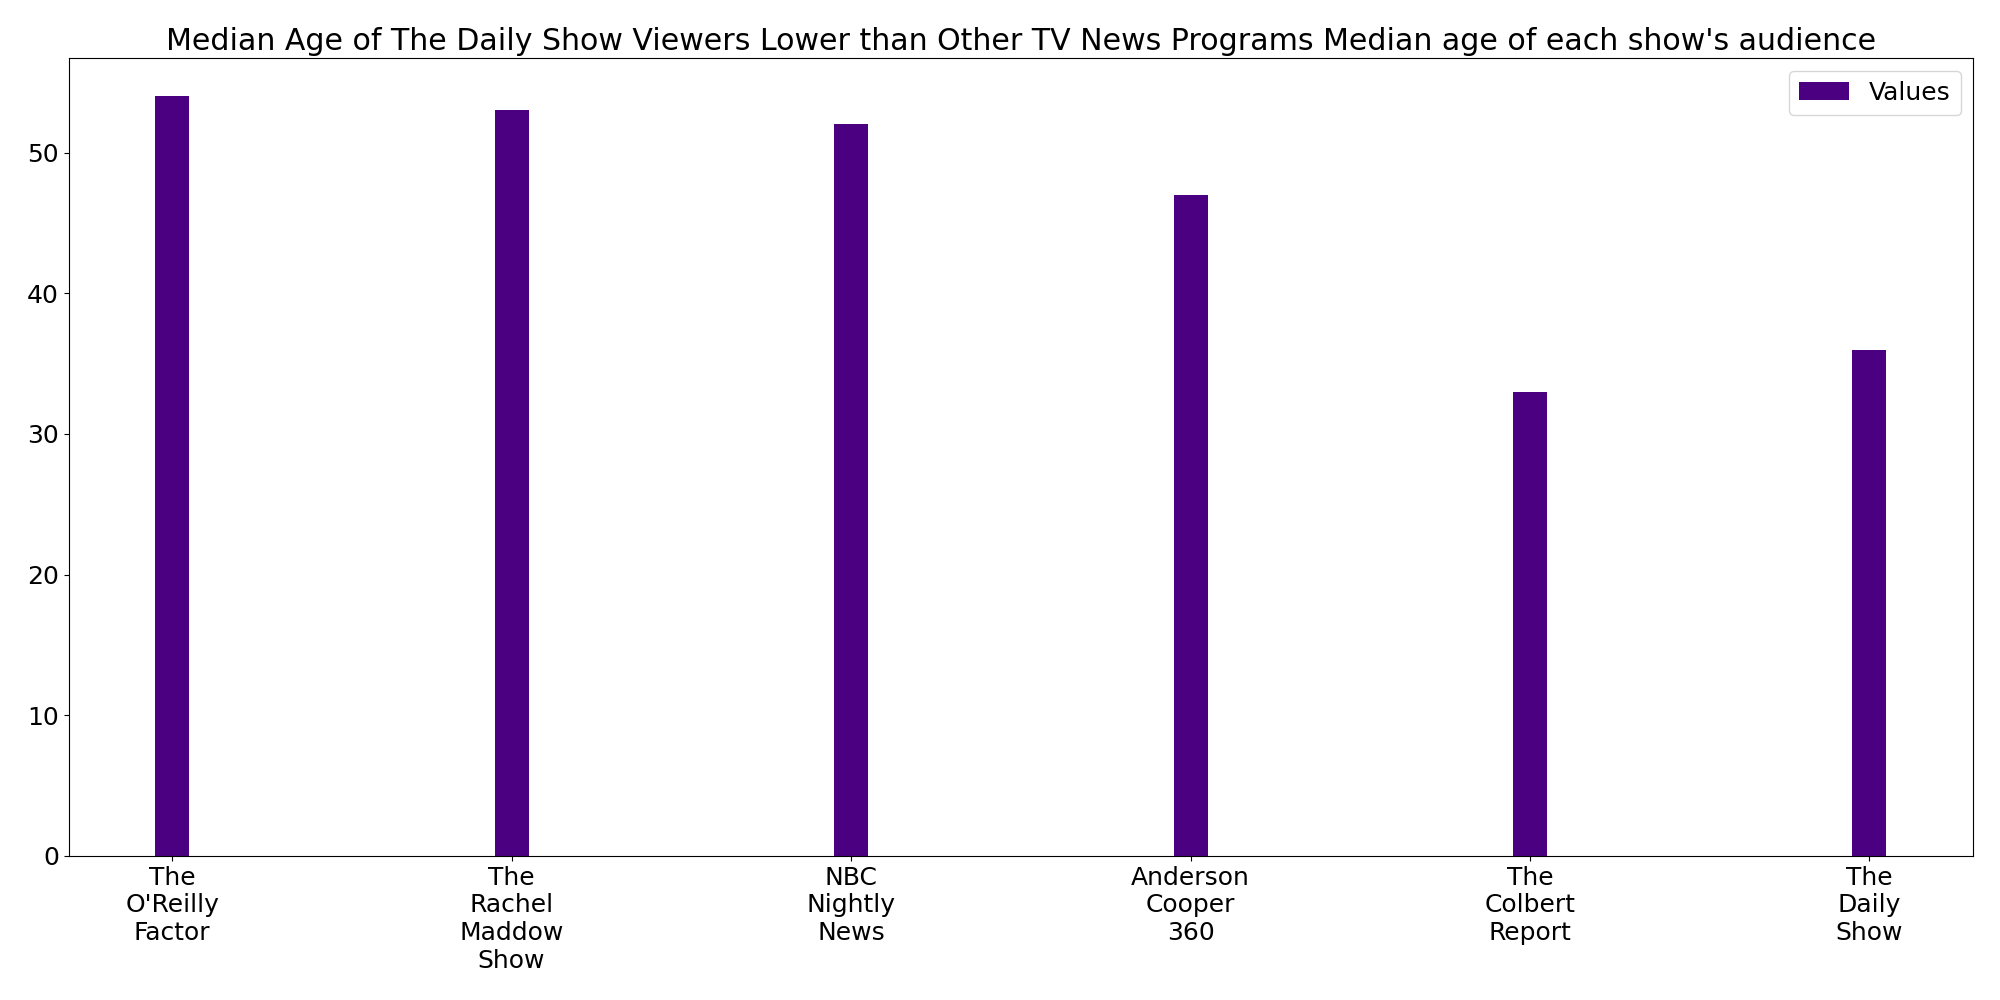 Median Age of The Daily Show Viewers Lower than Other TV News Programs Median age of each show's audience
Values
50
40
30
20
10
0
The
O'Reilly
Factor
The
Rachel
Maddow
Show
NBC
Nightly
News
Anderson
Cooper
360
The
Colbert
Report
The
Daily
Show